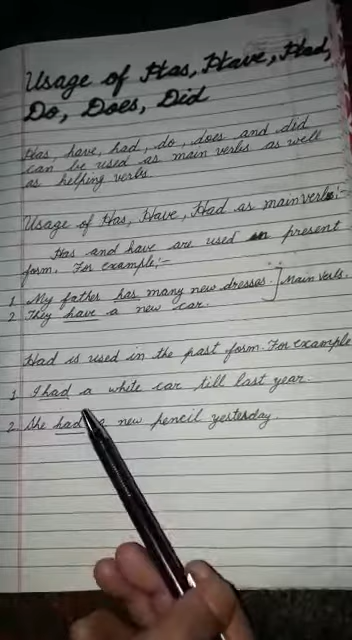 Usage of Has, Have, Had,
Do, Does, Did
Has, have, had, do, does and did
can be used as main verbs as well
as helping verbs
Usage of Has, Have, Had as main verbs:-
Has and have are used in present
form. For example:-
1. My father has many new dresses. ] Main verbs.
2. They have a new car.
Had is used in the past form. For example
1. I had a white car till last year.
2. She had a new pencil yesterday